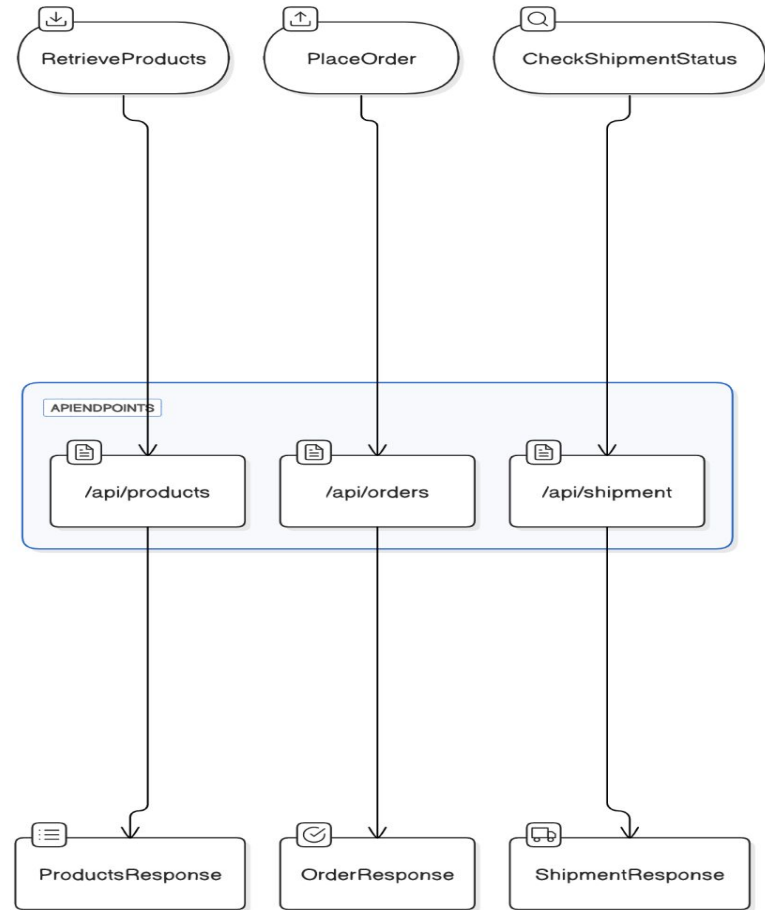 RetrieveProducts
PlaceOrder
CheckShipmentStatus
APIENDPOINTS
/api/products
/api/orders
/api/shipment
ProductsResponse
OrderResponse
ShipmentResponse